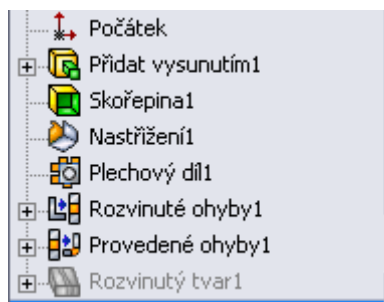 Počátek
Přidat vysunutím1
Skořepina1
Nastřižení1
Plechový díl1
Rozvinuté ohyby1
Provedené ohyby1
Rozvinutý tvar1